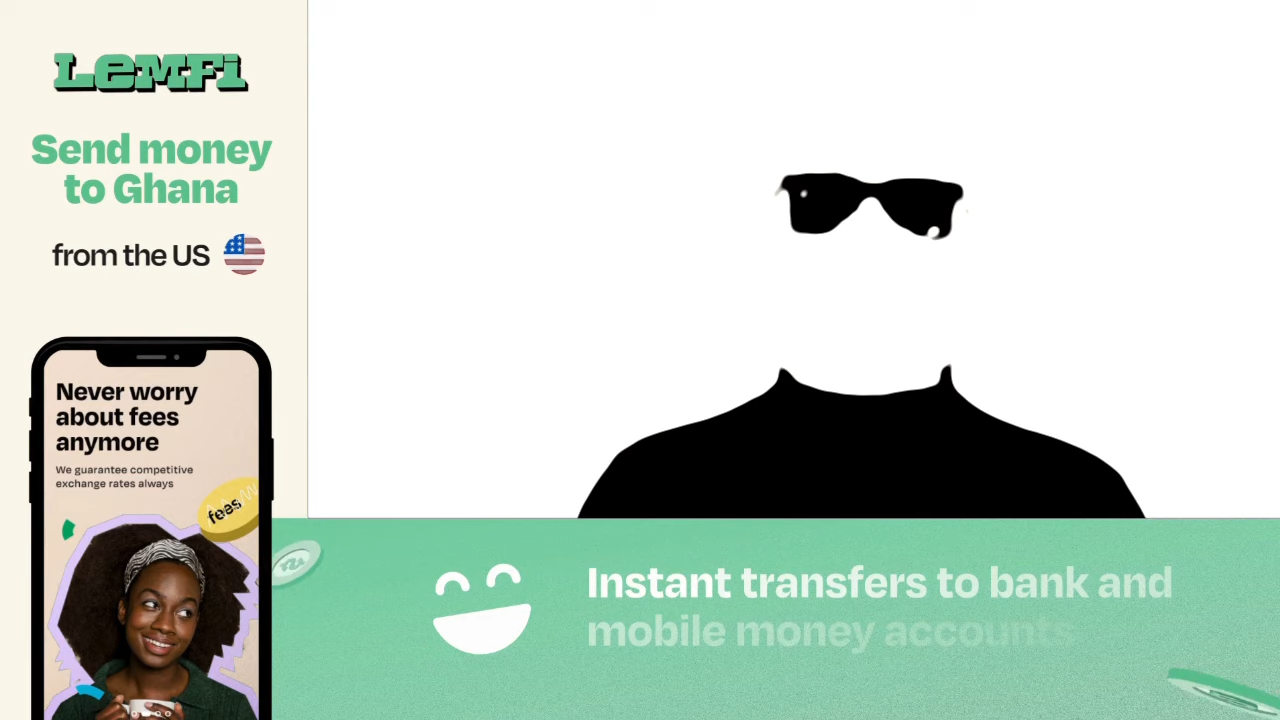 LeMFi
Send money
to Ghana
from the US
Never worry
about fees
anymore
We guarantee competitive
exchange rates always
fees
Instant transfers to bank and
mobile money accounts